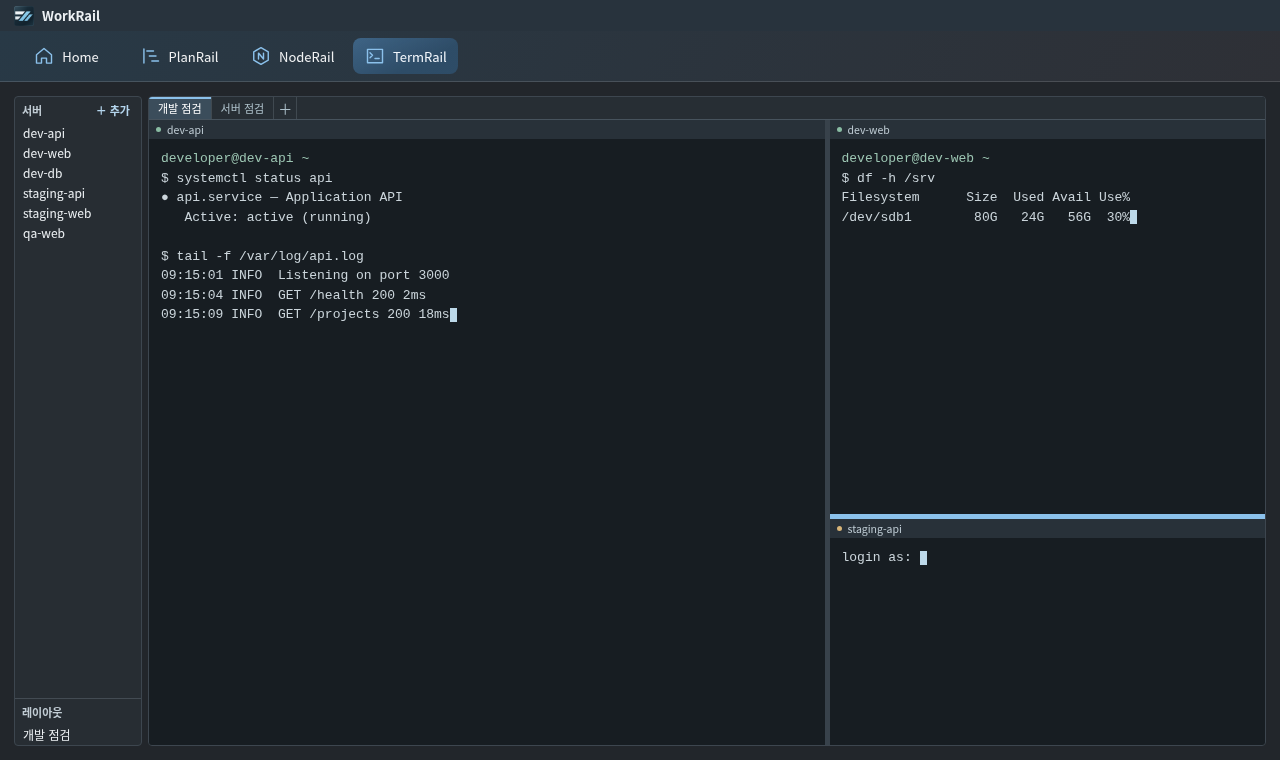 WorkRail
Home
PlanRail
NodeRail
TermRail
서버
+ 추가
dev-api
dev-web
dev-db
staging-api
staging-web
qa-web
레이아웃
개발 점검
개발 점검
서버 점검
+
dev-api
developer@dev-api ~
$ systemctl status api
● api.service — Application API
   Active: active (running)
$ tail -f /var/log/api.log
09:15:01 INFO  Listening on port 3000
09:15:04 INFO  GET /health 200 2ms
09:15:09 INFO  GET /projects 200 18ms
dev-web
developer@dev-web ~
$ df -h /srv
Filesystem      Size  Used Avail Use%
/dev/sdb1        80G   24G   56G  30%
staging-api
login as: